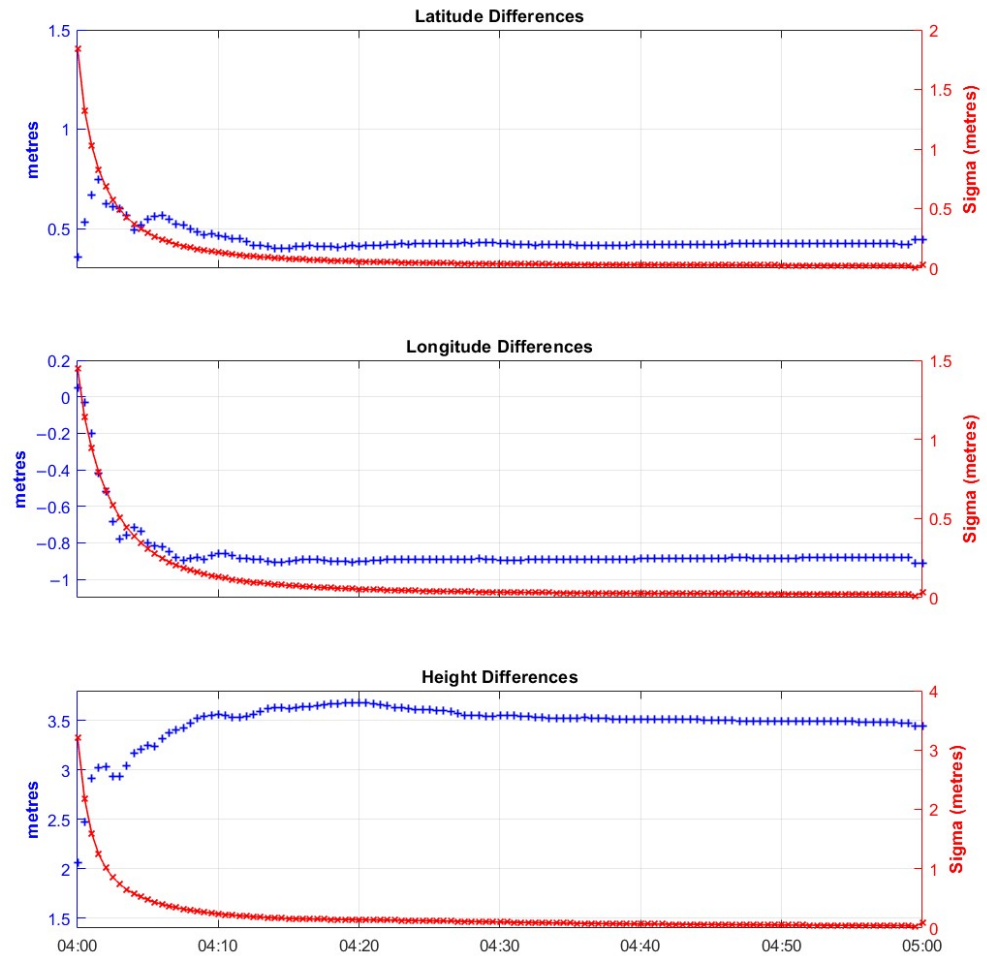 Latitude Differences
1.5
1
0.5
metres
2
1.5
1
0.5
0
Sigma (metres)
Longitude Differences
0.2
0
−0.2
−0.4
−0.6
−0.8
−1
metres
1.5
1
0.5
0
Sigma (metres)
Height Differences
3.5
3
2.5
2
1.5
metres
4
3
2
1
0
Sigma (metres)
04:00 04:10 04:20 04:30 04:40 04:50 05:00